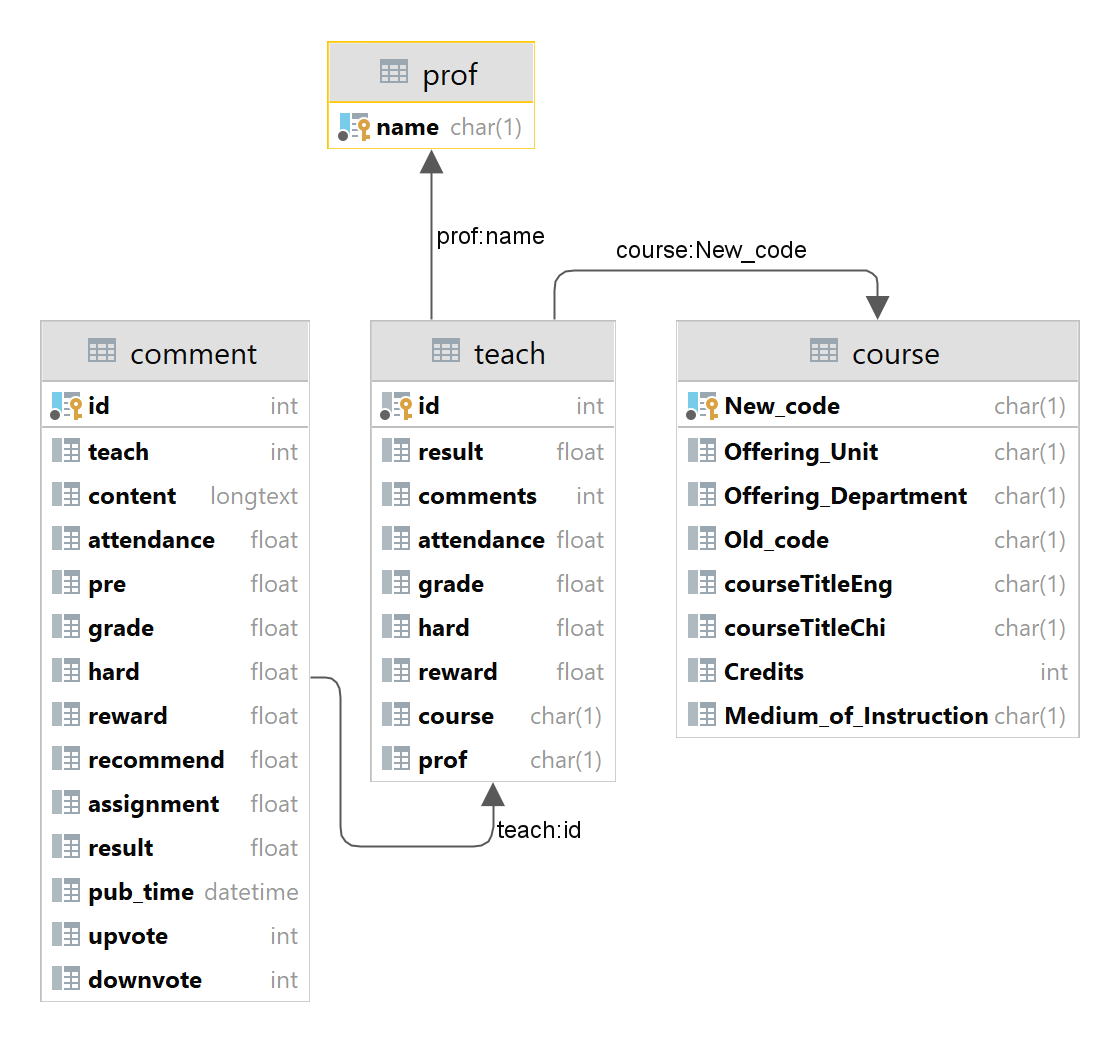 prof
name char(1)
prof:name
course:New_code
comment
id int
teach int
content longtext
attendance float
pre float
grade float
hard float
reward float
recommend float
assignment float
result float
pub_time datetime
upvote int
downvote int
teach
id int
result float
comments int
attendance float
grade float
hard float
reward float
course char(1)
prof char(1)
teach:id
course
New_code char(1)
Offering_Unit char(1)
Offering_Department char(1)
Old_code char(1)
courseTitleEng char(1)
courseTitleChi char(1)
Credits int
Medium_of_Instruction char(1)